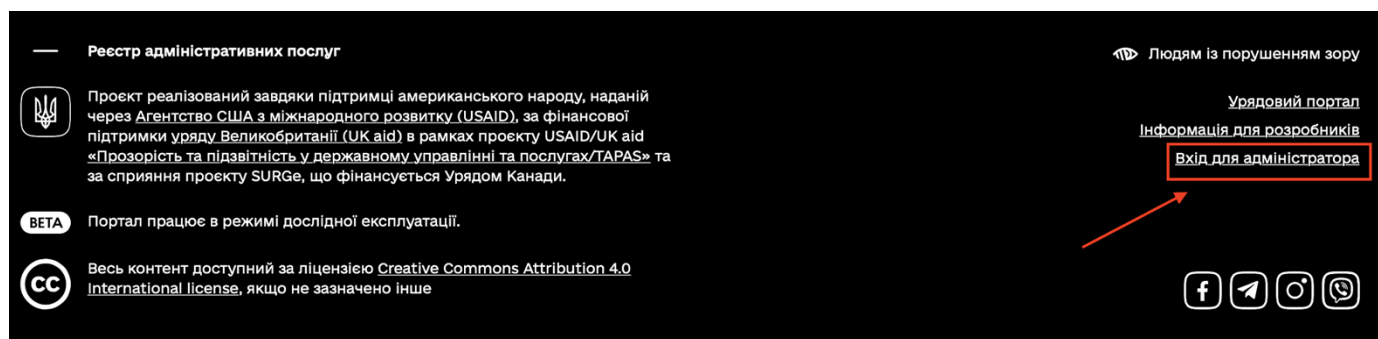 Реєстр адміністративних послуг
Проєкт реалізований завдяки підтримці американського народу, наданій
через Агентство США з міжнародного розвитку (USAID), за фінансової
підтримки уряду Великобританії (UK aid) в рамках проєкту USAID/UK aid
«Прозорість та підзвітність у державному управлінні та послугах/TAPAS» та
за сприяння проєкту SURGe, що фінансується Урядом Канади.
BETA Портал працює в режимі дослідної експлуатації.
cc
Весь контент доступний за ліцензією Creative Commons Attribution 4.0
International license, якщо не зазначено інше
Людям із порушенням зору
Урядовий портал
Інформація для розробників
Вхід для адміністратора